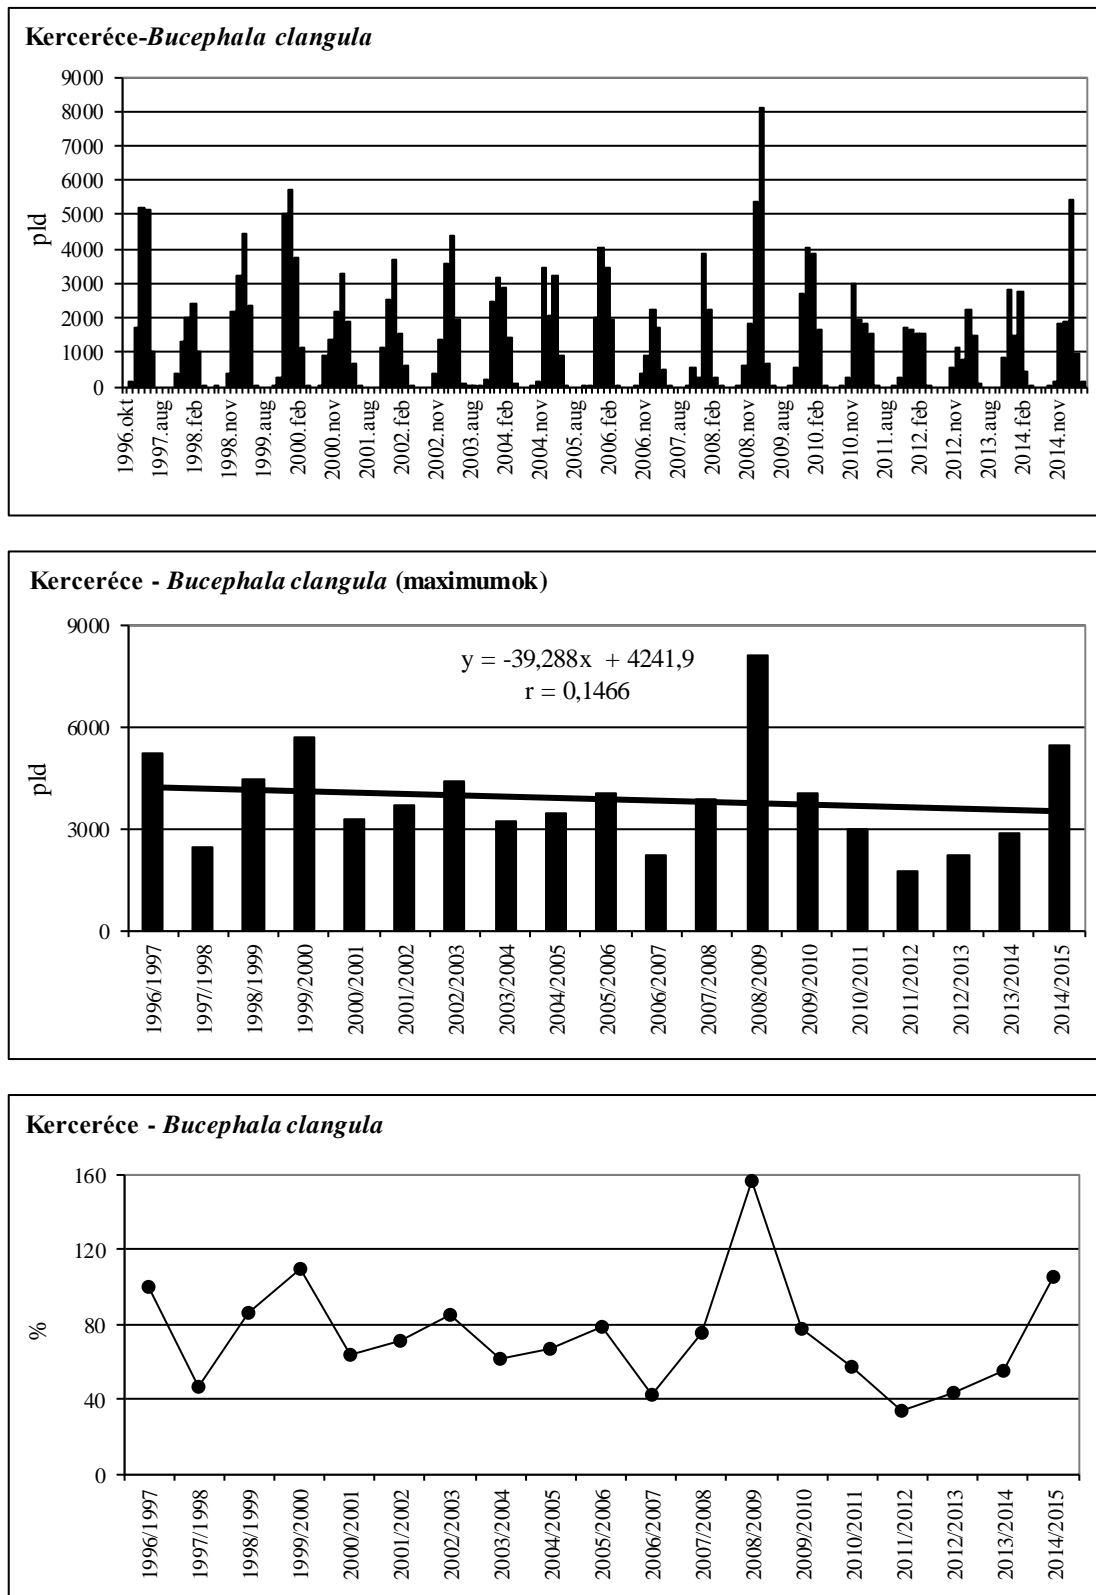 Kerceréce-Bucephala clangula
9000
8000
7000
6000
5000
4000
3000
2000
1000
0
pld
1996.okt
1997.aug
1998.feb
1998.nov
1999.aug
2000.feb
2000.nov
2001.aug
2002.feb
2002.nov
2003.aug
2004.feb
2004.nov
2005.aug
2006.feb
2006.nov
2007.aug
2008.feb
2008.nov
2009.aug
2010.feb
2010.nov
2011.aug
2012.feb
2012.nov
2013.aug
2014.feb
2014.nov
Kerceréce - Bucephala clangula (maximumok)
y = -39,288x + 4241,9
r = 0,1466
9000
6000
3000
0
pld
1996/1997
1997/1998
1998/1999
1999/2000
2000/2001
2001/2002
2002/2003
2003/2004
2004/2005
2005/2006
2006/2007
2007/2008
2008/2009
2009/2010
2010/2011
2011/2012
2012/2013
2013/2014
2014/2015
Kerceréce - Bucephala clangula
160
120
80
40
0
%
1996/1997
1997/1998
1998/1999
1999/2000
2000/2001
2001/2002
2002/2003
2003/2004
2004/2005
2005/2006
2006/2007
2007/2008
2008/2009
2009/2010
2010/2011
2011/2012
2012/2013
2013/2014
2014/2015